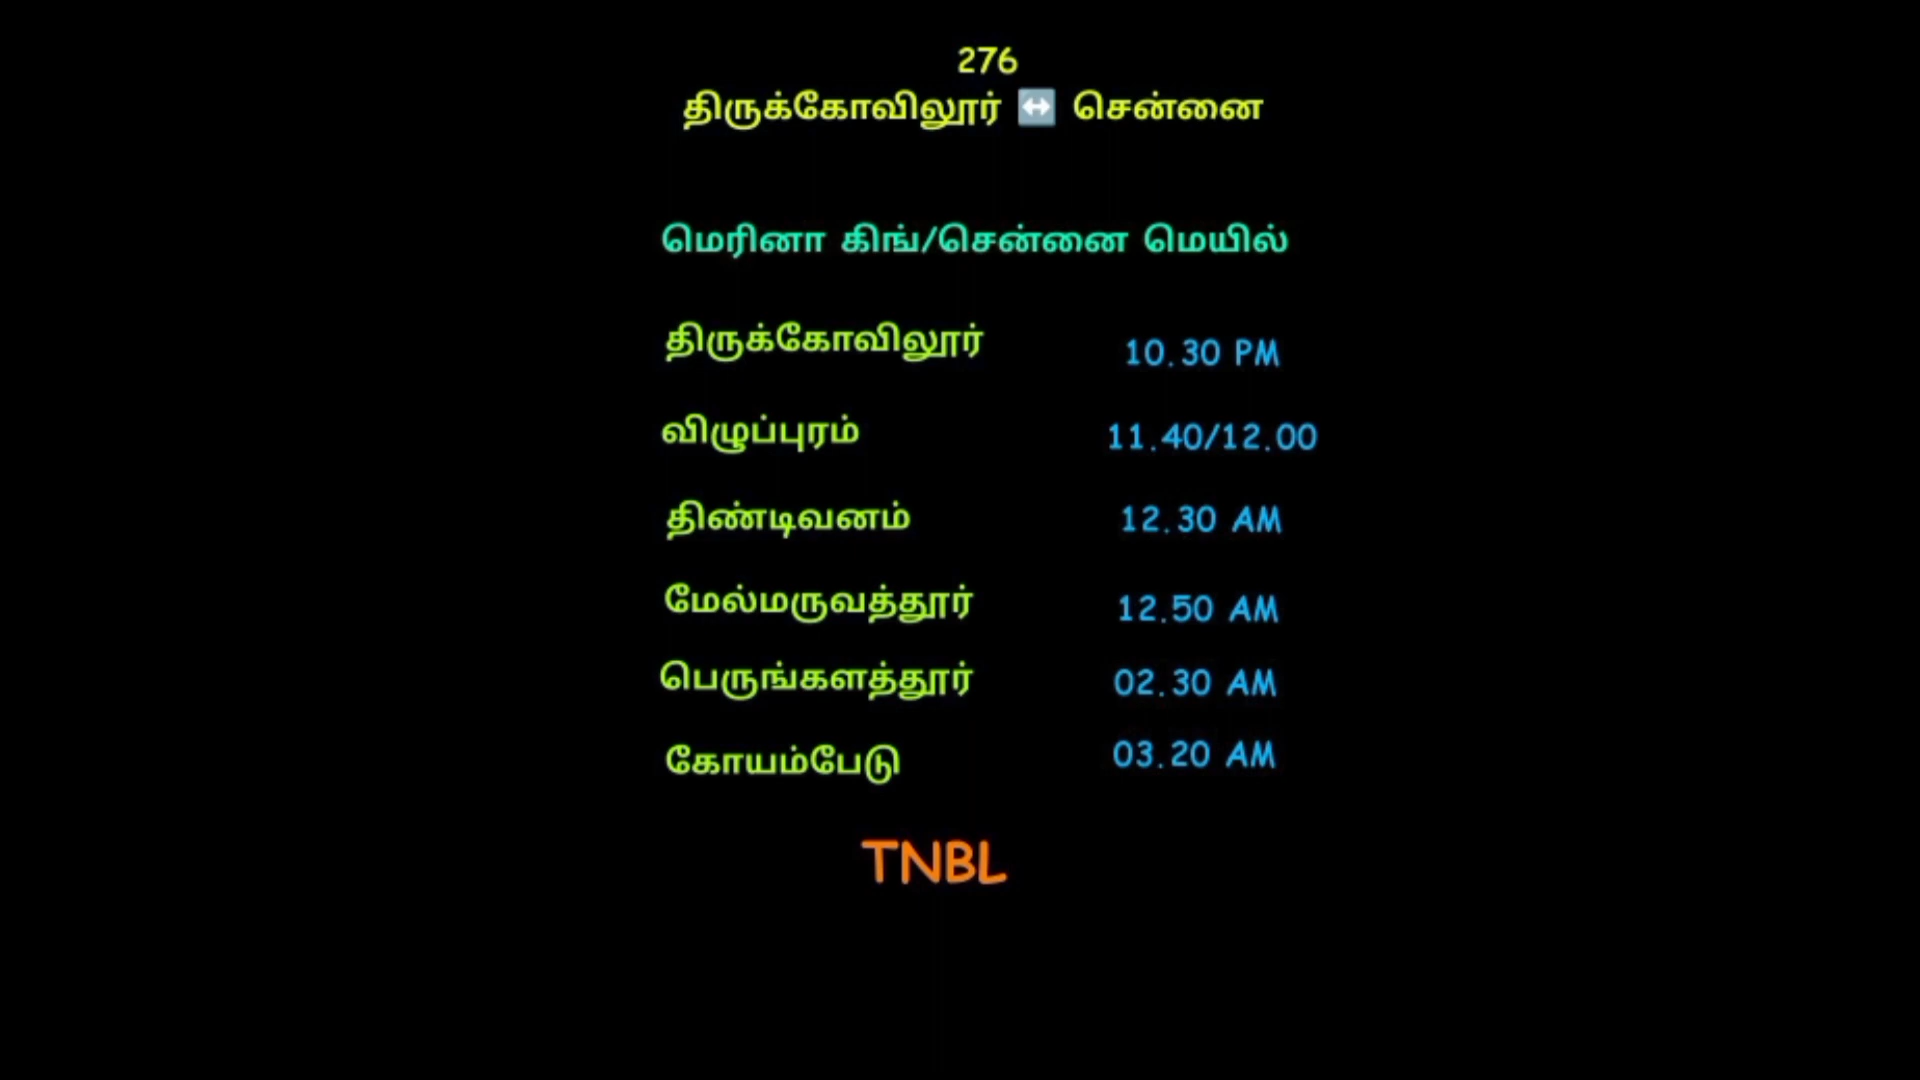 276
திருக்கோவிலூர் ↔️ சென்னை
மெரினா கிங்/சென்னை மெயில்
திருக்கோவிலூர் 10.30 PM
விழுப்புரம் 11.40/12.00
திண்டிவனம் 12.30 AM
மேல்மருவத்தூர் 12.50 AM
பெருங்களத்தூர் 02.30 AM
கோயம்பேடு 03.20 AM
TNBL